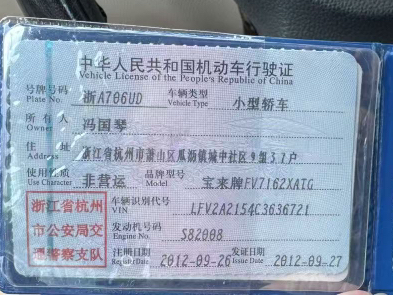 中华人民共和国机动车行驶证
Vehicle License of the People's Republic of China
号牌号码 浙A706UD 车辆类型 小型轿车
Plate No. Vehicle Type
所有人 冯国琴
Owner
住址 浙江省杭州市萧山区瓜沥镇城中社区9组37户
Address
使用性质 非营运 品牌型号 宝来牌FV7162XATG
Use Character Model
浙江省杭州
市公安局交
通警察支队
车辆识别代号 LFV2A2154C3636721
VIN
发动机号码 S82008
Engine No.
注册日期 2012-09-26 发证日期 2012-09-27
Register Date Issue Date